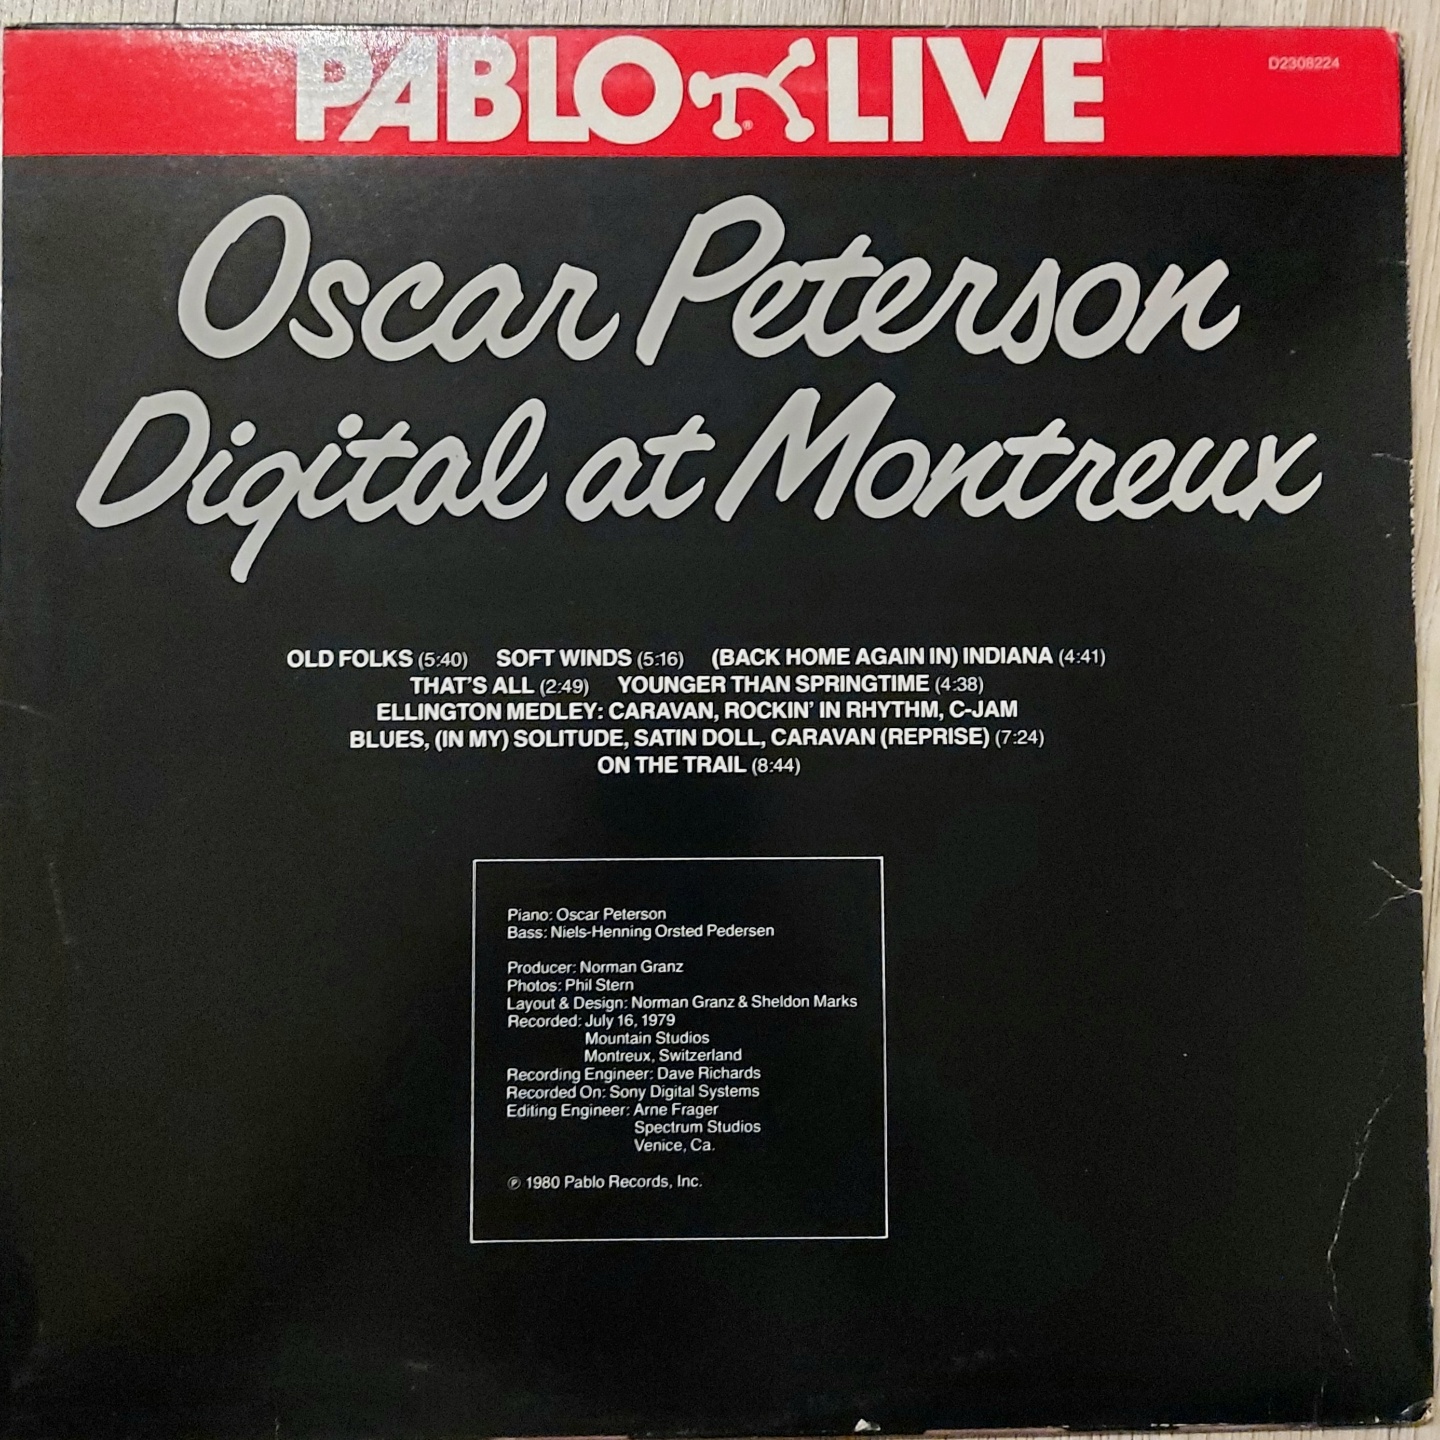 PABLO LIVE
D2308224
Oscar Peterson
Digital at Montreux
OLD FOLKS (5:40) SOFT WINDS (5:16) (BACK HOME AGAIN IN) INDIANA (4:41)
THAT'S ALL (2:49) YOUNGER THAN SPRINGTIME (4:38)
ELLINGTON MEDLEY: CARAVAN, ROCKIN' IN RHYTHM, C-JAM
BLUES, (IN MY) SOLITUDE, SATIN DOLL, CARAVAN (REPRISE) (7:24)
ON THE TRAIL (8:44)
Piano: Oscar Peterson
Bass: Niels-Henning Orsted Pedersen
Producer: Norman Granz
Photos: Phil Stern
Layout & Design: Norman Granz & Sheldon Marks
Recorded: July 16, 1979
Mountain Studios
Montreux, Switzerland
Recording Engineer: Dave Richards
Recorded On: Sony Digital Systems
Editing Engineer: Arne Frager
Spectrum Studios
Venice, Ca.
℗ 1980 Pablo Records, Inc.